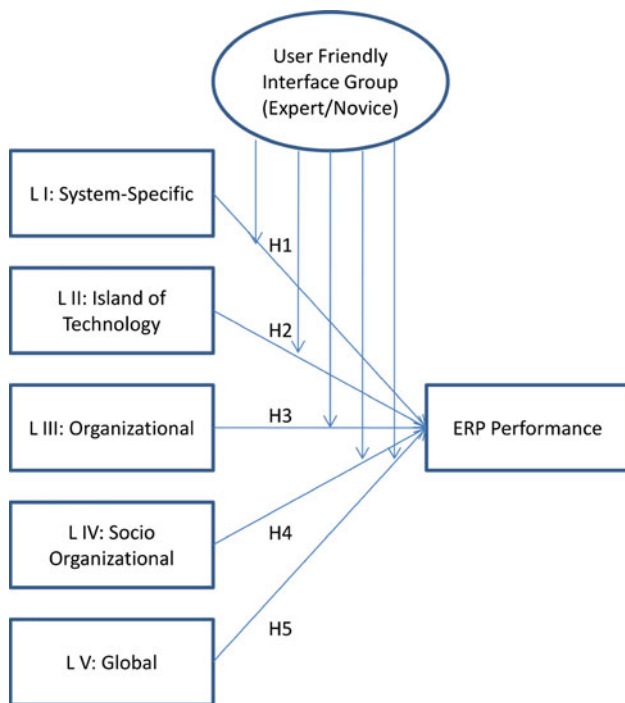 User Friendly
Interface Group
(Expert/Novice)
L I: System-Specific
H1
L II: Island of
Technology
H2
L III: Organizational
H3
ERP Performance
L IV: Socio
Organizational
H4
L V: Global
H5